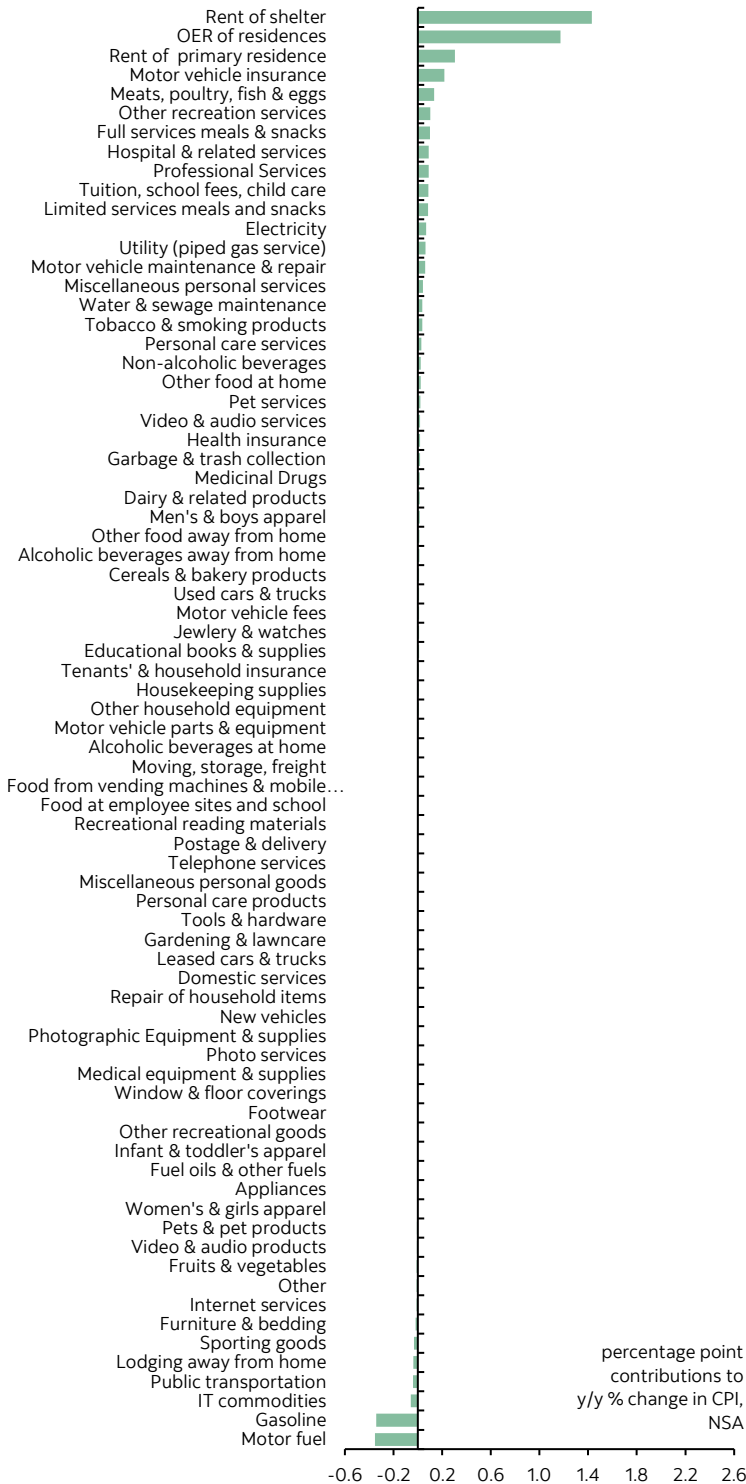 Rent of shelter
OER of residences
Rent of  primary residence
Motor vehicle insurance
Meats, poultry, fish & eggs
Other recreation services
Full services meals & snacks
Hospital & related services
Professional Services
Tuition, school fees, child care
Limited services meals and snacks
Electricity
Utility (piped gas service)
Motor vehicle maintenance & repair
Miscellaneous personal services
Water & sewage maintenance
Tobacco & smoking products
Personal care services
Non-alcoholic beverages
Other food at home
Pet services
Video & audio services
Health insurance
Garbage & trash collection
Medicinal Drugs
Dairy & related products
Men's & boys apparel
Other food away from home
Alcoholic beverages away from home
Cereals & bakery products
Used cars & trucks
Motor vehicle fees
Jewlery & watches
Educational books & supplies
Tenants' & household insurance
Housekeeping supplies
Other household equipment
Motor vehicle parts & equipment
Alcoholic beverages at home
Moving, storage, freight
Food from vending machines & mobile…
Food at employee sites and school
Recreational reading materials
Postage & delivery
Telephone services
Miscellaneous personal goods
Personal care products
Tools & hardware
Gardening & lawncare
Leased cars & trucks
Domestic services
Repair of household items
New vehicles
Photographic Equipment & supplies
Photo services
Medical equipment & supplies
Window & floor coverings
Footwear
Other recreational goods
Infant & toddler's apparel
Fuel oils & other fuels
Appliances
Women's & girls apparel
Pets & pet products
Video & audio products
Fruits & vegetables
Other
Internet services
Furniture & bedding
Sporting goods
Lodging away from home
Public transportation
IT commodities
Gasoline
Motor fuel
percentage point
contributions to
y/y % change in CPI,
NSA
-0.6 -0.2 0.2 0.6 1.0 1.4 1.8 2.2 2.6